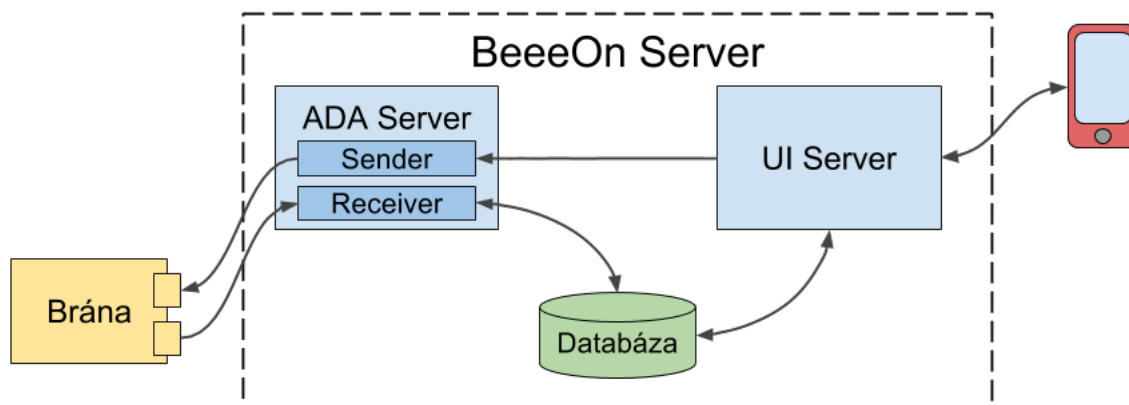 BeeeOn Server
ADA Server
Sender
Receiver
UI Server
Brána
Databáza